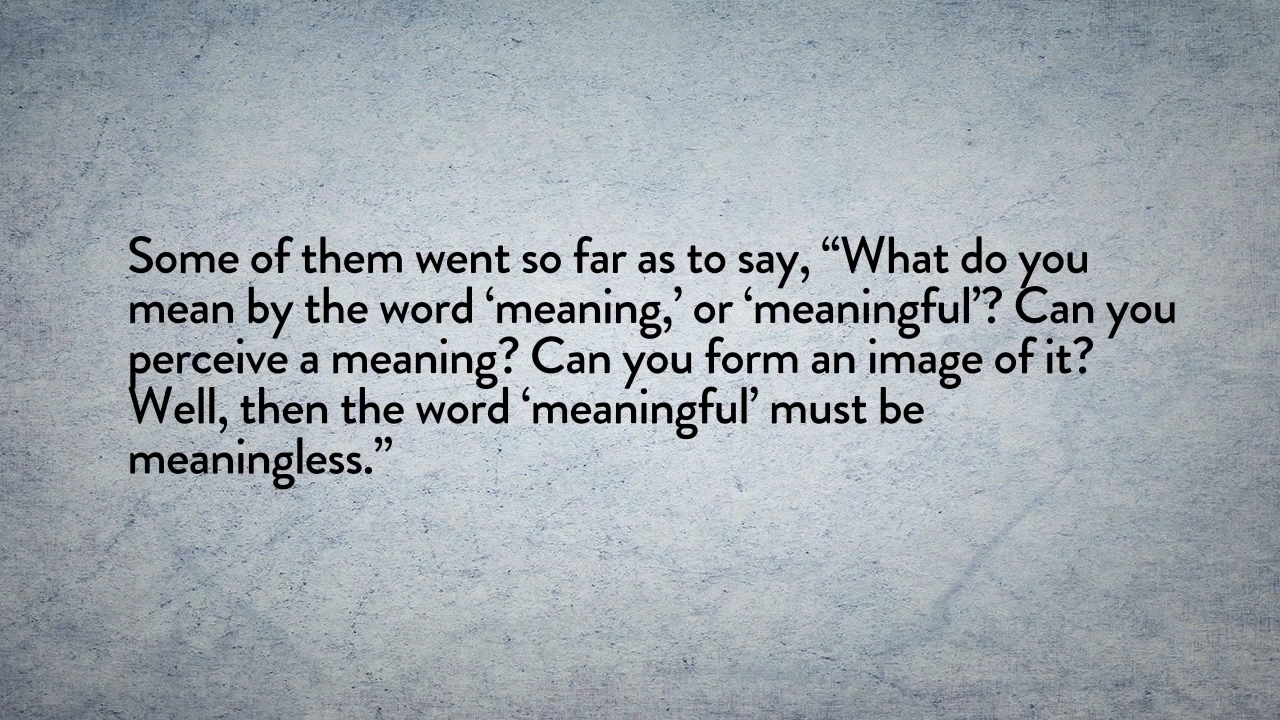 Some of them went so far as to say, “What do you
mean by the word ‘meaning,’ or ‘meaningful’? Can you
perceive a meaning? Can you form an image of it?
Well, then the word ‘meaningful’ must be
meaningless.”